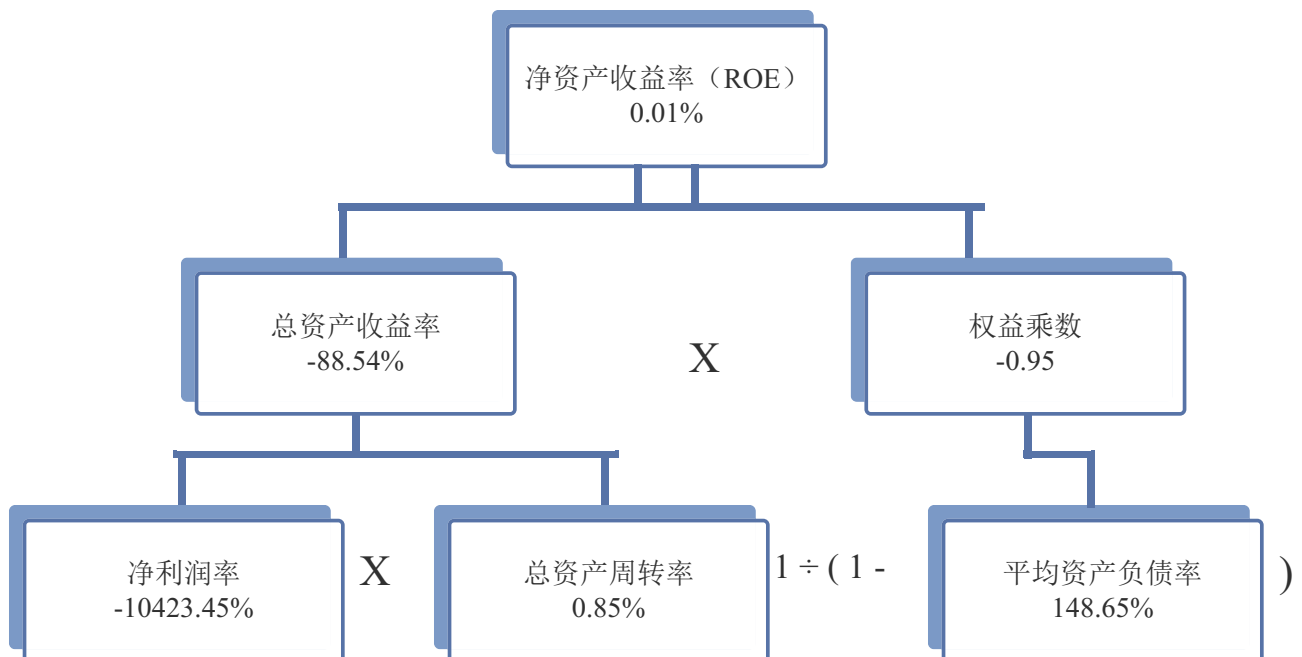 净资产收益率（ROE）
0.01%
总资产收益率
-88.54%
X
权益乘数
-0.95
净利润率
-10423.45%
X
总资产周转率
0.85%
1 ÷ ( 1 -
平均资产负债率
148.65%
)